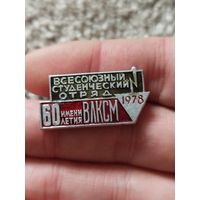 ВСЕСОЮЗНЫЙ
СТУДЕНЧЕСКИЙ
ОТРЯД
60 ИМЕНИ ЛЕТИЯ ВЛКСМ 1978